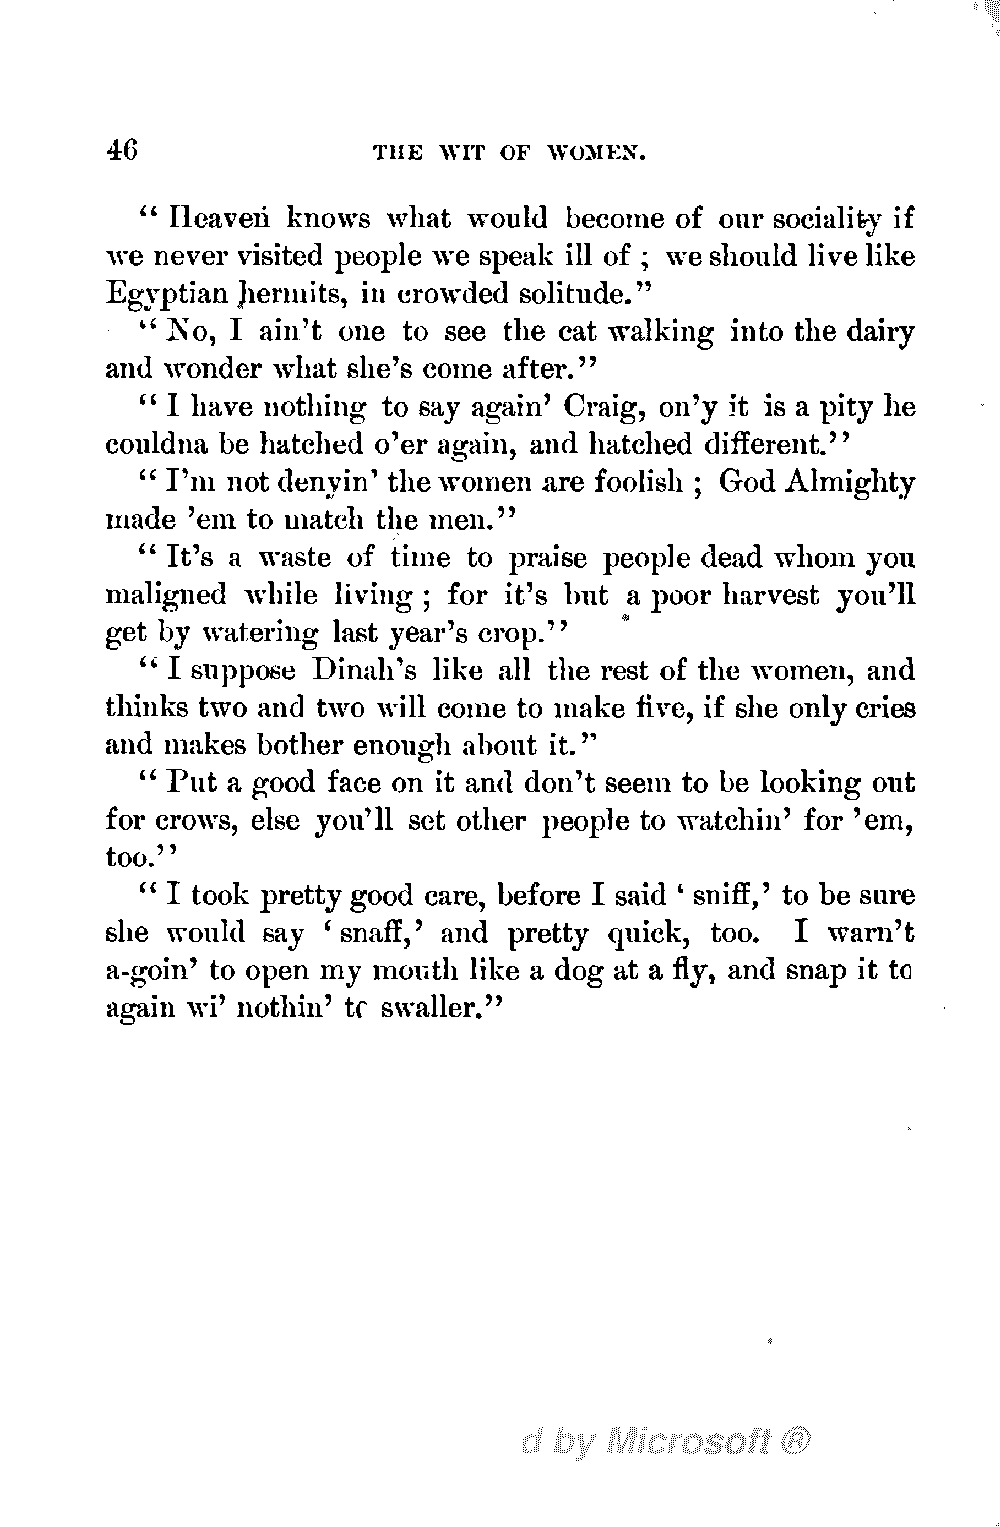 46 THE WIT OF WOMEN.
“ Heaven knows what would become of our sociality if
we never visited people we speak ill of ; we should live like
Egyptian hermits, in crowded solitude.”
“ No, I ain’t one to see the cat walking into the dairy
and wonder what she’s come after.”
“ I have nothing to say again’ Craig, on’y it is a pity he
couldna be hatched o’er again, and hatched different.”
“ I’m not denyin’ the women are foolish ; God Almighty
made ’em to match the men.”
“ It’s a waste of time to praise people dead whom you
maligned while living ; for it’s but a poor harvest you’ll
get by watering last year’s crop.”
“ I suppose Dinah’s like all the rest of the women, and
thinks two and two will come to make five, if she only cries
and makes bother enough about it.”
“ Put a good face on it and don’t seem to be looking out
for crows, else you’ll set other people to watchin’ for ’em,
too.”
“ I took pretty good care, before I said ‘ sniff,’ to be sure
she would say ‘ snaff,’ and pretty quick, too. I warn’t
a-goin’ to open my mouth like a dog at a fly, and snap it to
again wi’ nothin’ to swaller.”
d by Microsoft ®